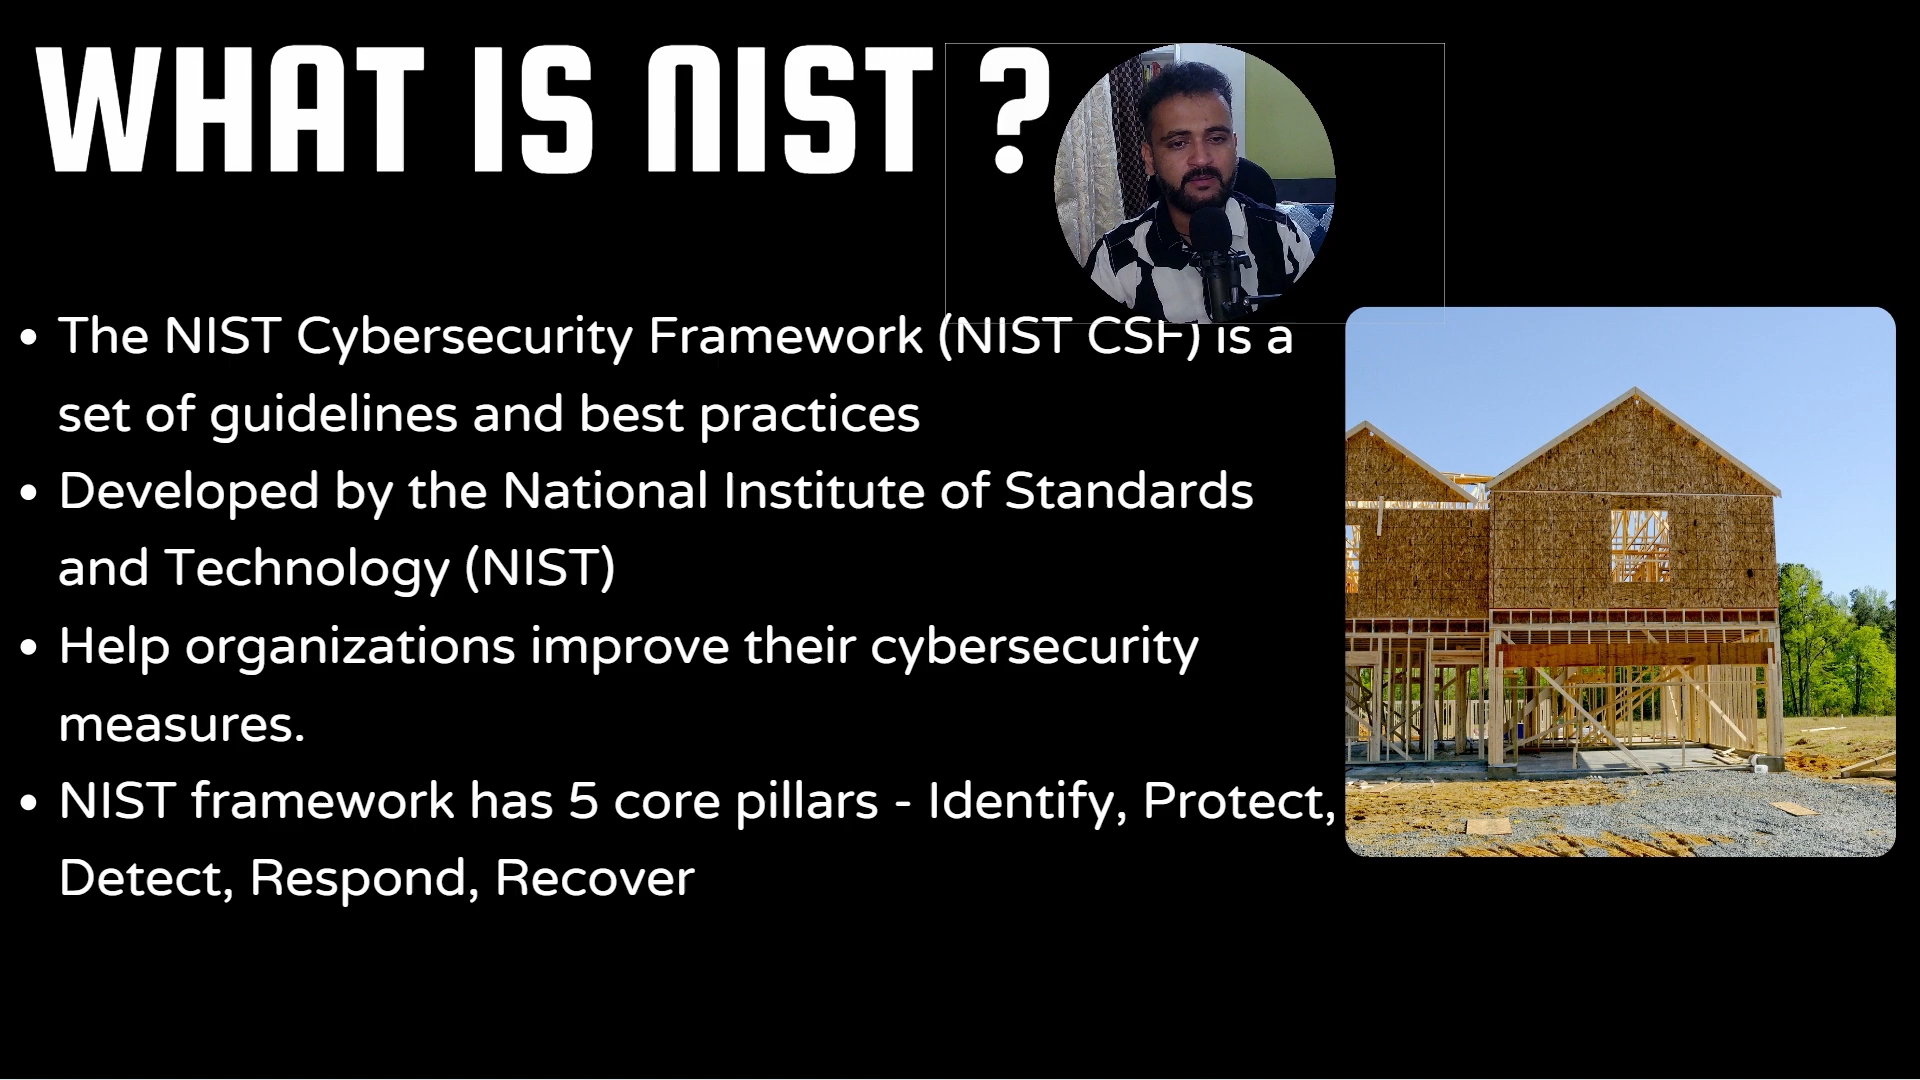 WHAT IS NIST ?
• The NIST Cybersecurity Framework (NIST CSF) is a
set of guidelines and best practices
• Developed by the National Institute of Standards
and Technology (NIST)
• Help organizations improve their cybersecurity
measures.
• NIST framework has 5 core pillars - Identify, Protect,
Detect, Respond, Recover